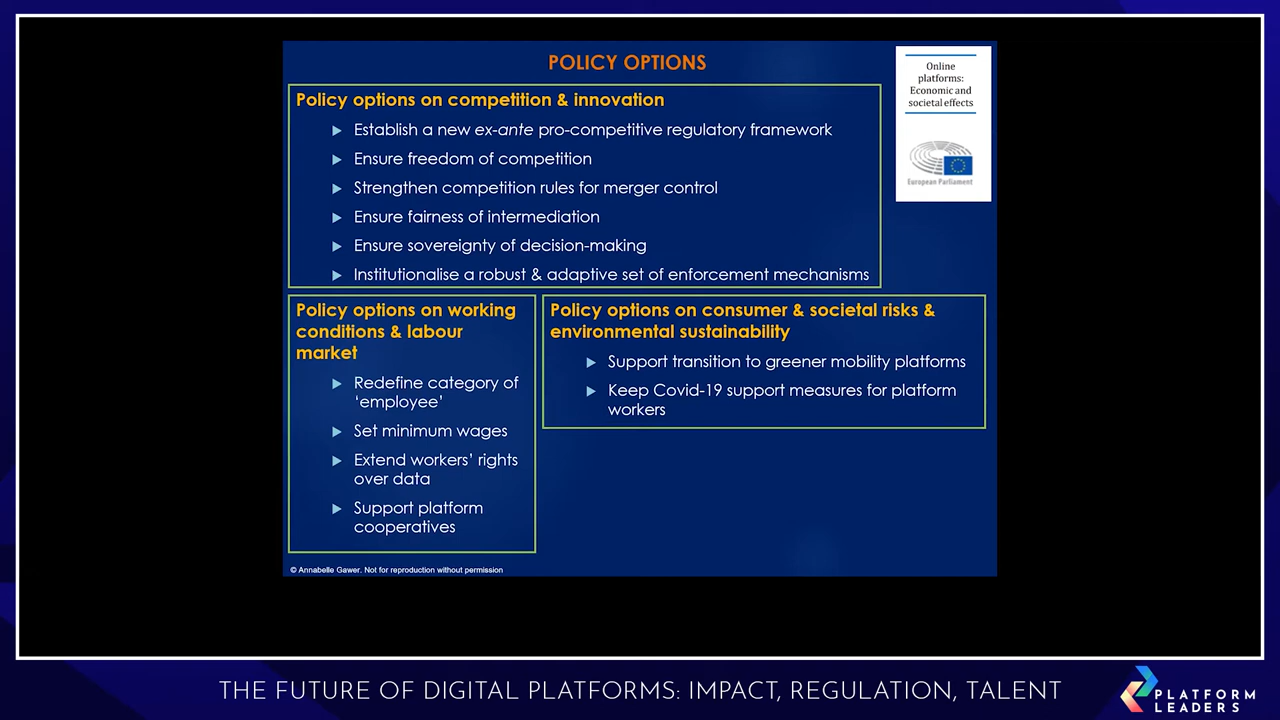 POLICY OPTIONS
Online
platforms:
Economic and
societal effects
European Parliament
Policy options on competition & innovation
Establish a new ex-ante pro-competitive regulatory framework
Ensure freedom of competition
Strengthen competition rules for merger control
Ensure fairness of intermediation
Ensure sovereignty of decision-making
Institutionalise a robust & adaptive set of enforcement mechanisms
Policy options on working
conditions & labour
market
Redefine category of
‘employee’
Set minimum wages
Extend workers’ rights
over data
Support platform
cooperatives
Policy options on consumer & societal risks &
environmental sustainability
Support transition to greener mobility platforms
Keep Covid-19 support measures for platform
workers
© Annabelle Gawer. Not for reproduction without permission
THE FUTURE OF DIGITAL PLATFORMS: IMPACT, REGULATION, TALENT
PLATFORM
LEADERS